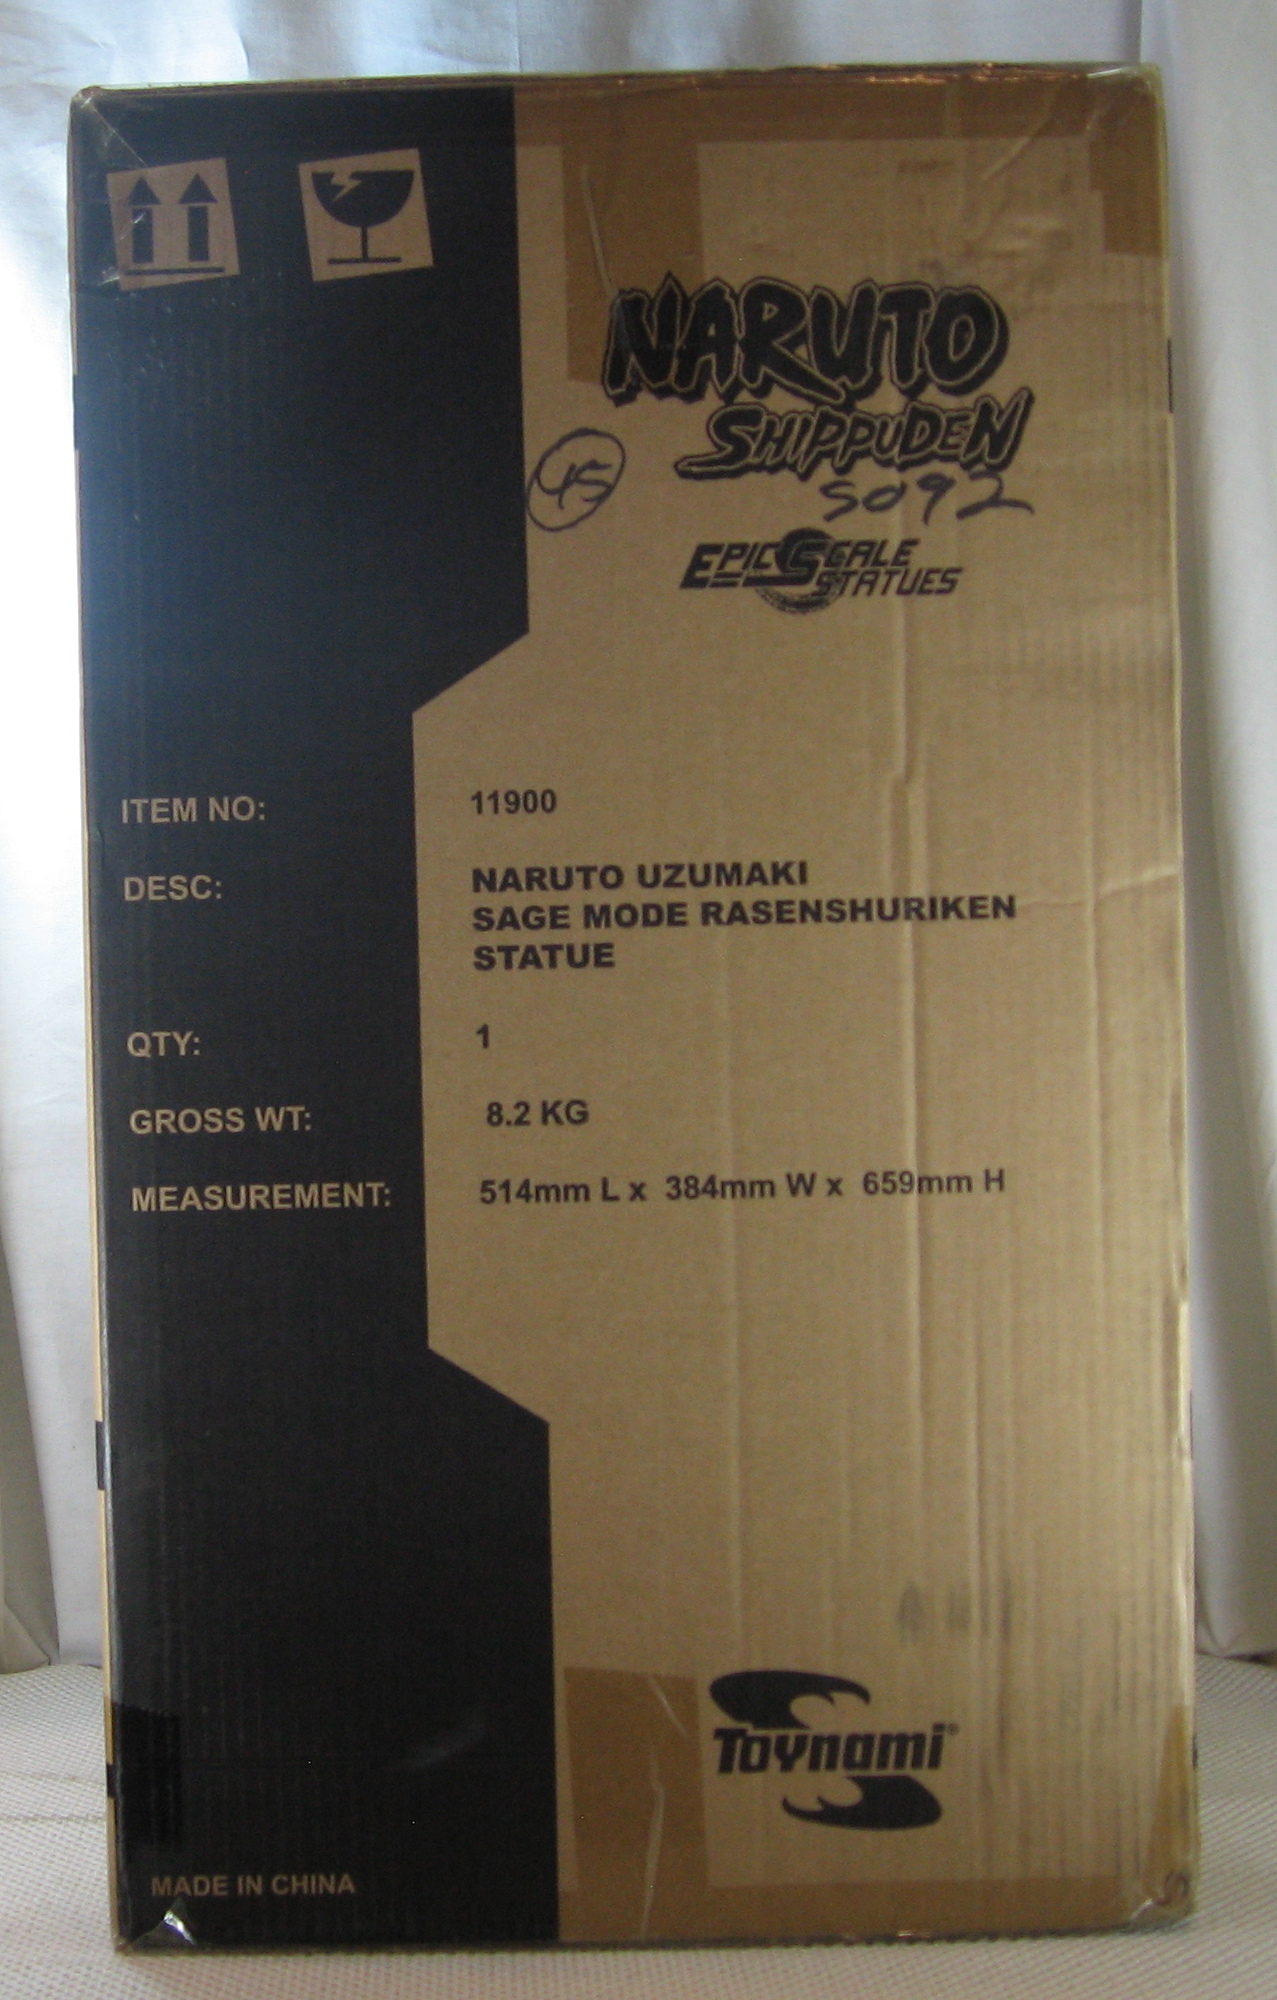 NARUTO
SHIPPUDEN
45
5092
EPIC SCALE
STATUES
ITEM NO: 11900
DESC: NARUTO UZUMAKI
SAGE MODE RASENSHURIKEN
STATUE
QTY: 1
GROSS WT: 8.2 KG
MEASUREMENT: 514mm L x 384mm W x 659mm H
Toynami®
MADE IN CHINA